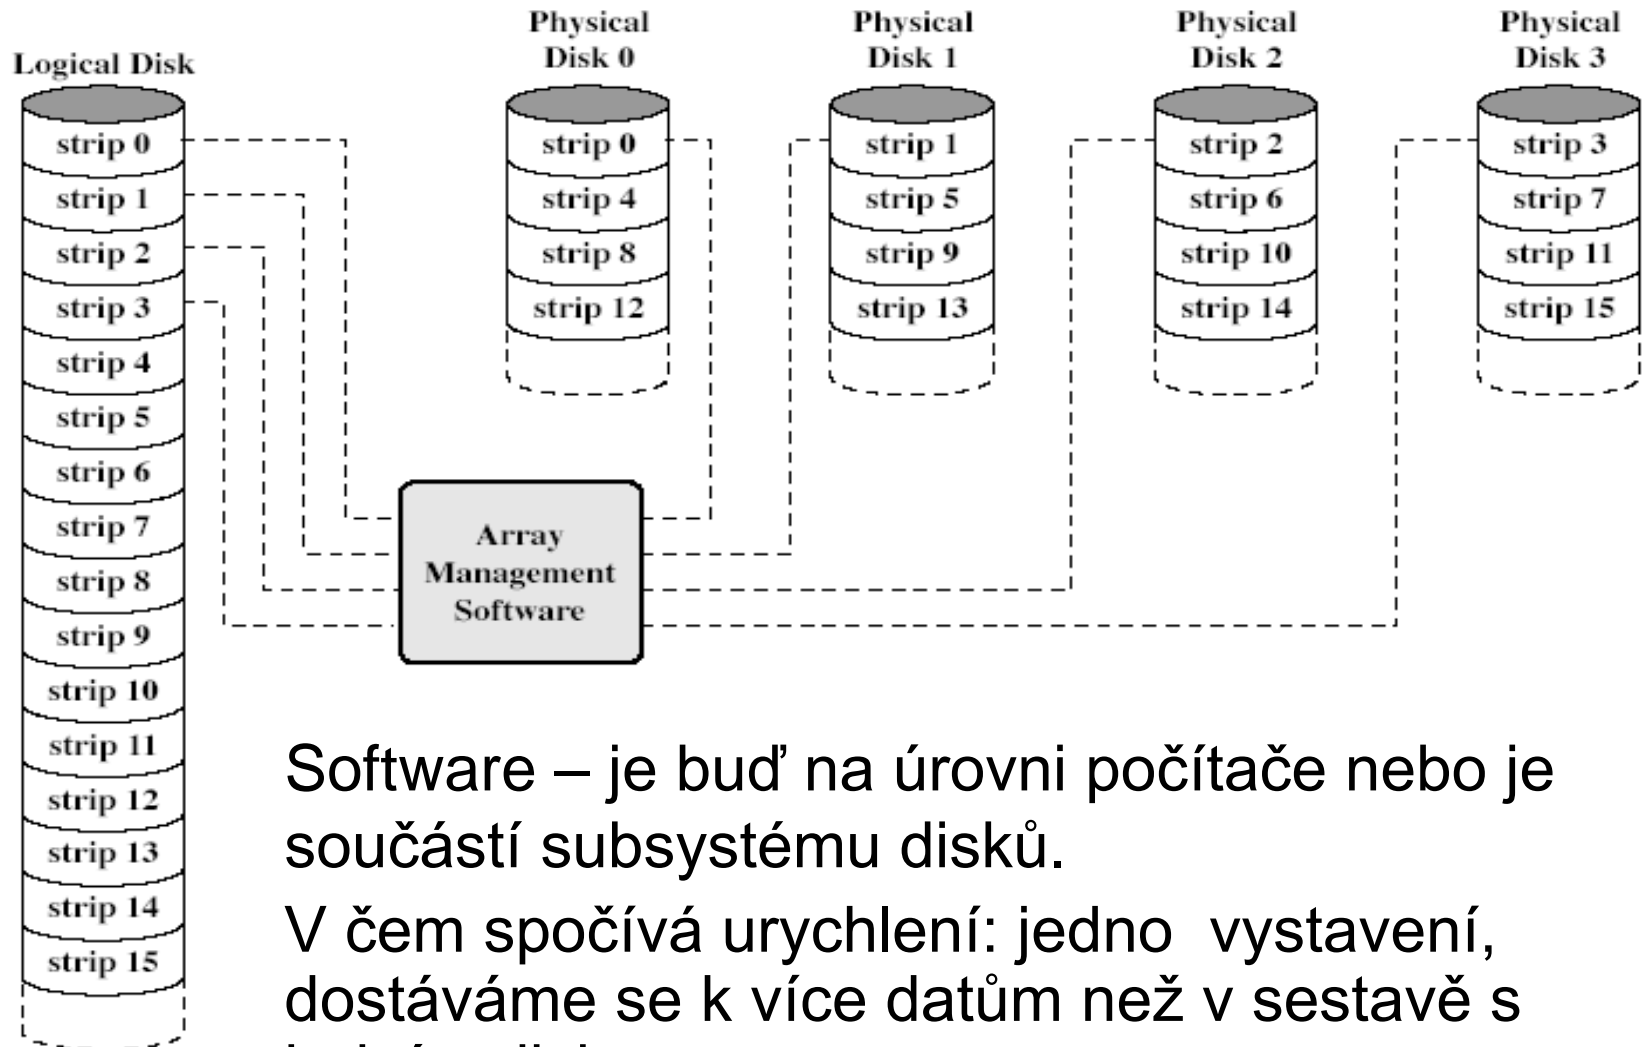 Logical Disk
strip 0
strip 1
strip 2
strip 3
strip 4
strip 5
strip 6
strip 7
strip 8
strip 9
strip 10
strip 11
strip 12
strip 13
strip 14
strip 15
Physical
Disk 0
strip 0
strip 4
strip 8
strip 12
Physical
Disk 1
strip 1
strip 5
strip 9
strip 13
Physical
Disk 2
strip 2
strip 6
strip 10
strip 14
Physical
Disk 3
strip 3
strip 7
strip 11
strip 15
Array
Management
Software
Software – je buď na úrovni počítače nebo je
součástí subsystému disků.
V čem spočívá urychlení: jedno vystavení,
dostáváme se k více datům než v sestavě s